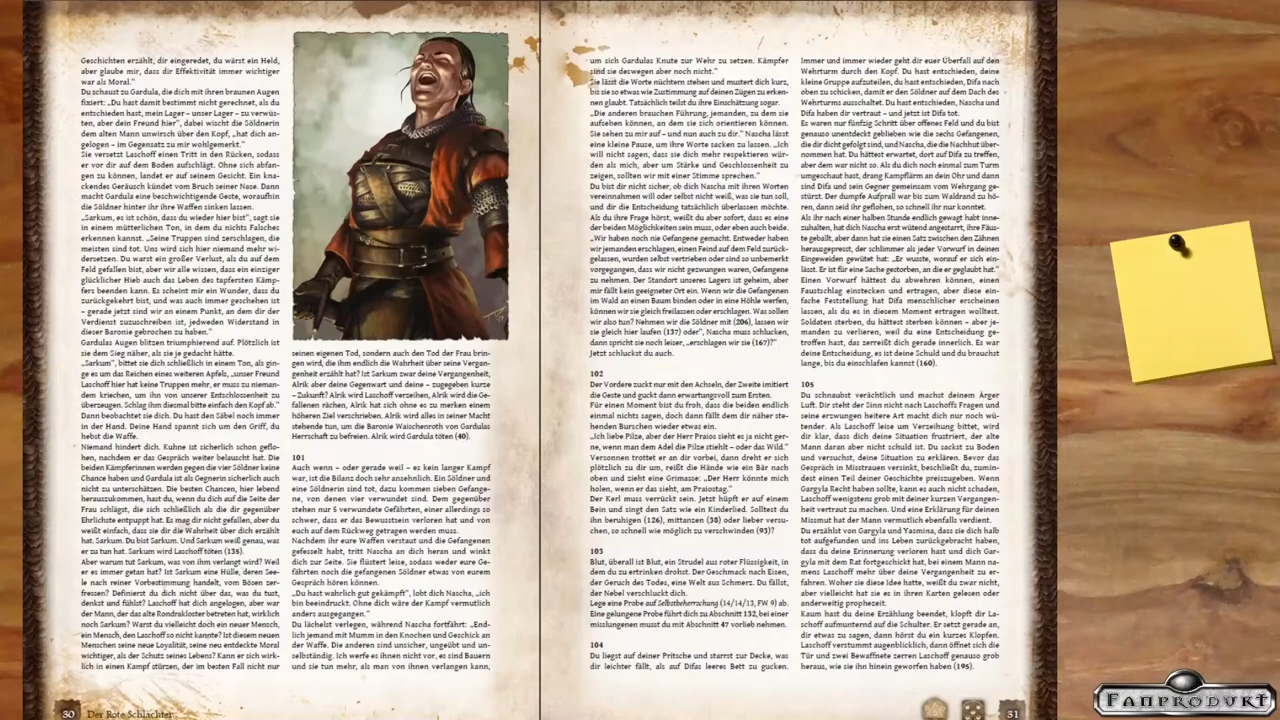 Geschichten erzählt, dir eingeredet, du wärst ein Held,
aber glaube mir, dass dir Effektivität immer wichtiger
war als Moral.“
Du schaust zu Gardula, die dich mit ihren braunen Augen
fixiert: „Du hast damit bestimmt nicht gerechnet, als du
entschieden hast, mein Lager – unser Lager – zu verwüs-
ten, aber dein Freund hier“, dabei wischt die Söldnerin
dem alten Mann unwirsch über den Kopf, „hat dich an-
gelogen – im Gegensatz zu mir wohlgemerkt.“
Sie versetzt Laschoff einen Tritt in den Rücken, sodass
er vor dir auf dem Boden aufschlägt. Ohne sich abfan-
gen zu können, landet er auf seinem Gesicht. Ein kna-
ckendes Geräusch kündet vom Bruch seiner Nase. Dann
macht Gardula eine beschwichtigende Geste, woraufhin
die Söldner hinter ihr ihre Waffen sinken lassen.
„Sarkum, es ist schön, dass du wieder hier bist“, sagt sie
in einem mütterlichen Ton, in dem du nichts Falsches
erkennen kannst. „Seine Truppen sind zerschlagen, die
meisten sind tot. Uns wird sich hier niemand mehr wi-
dersetzen. Du warst ein großer Verlust, als du auf dem
Feld gefallen bist, aber wir alle wissen, dass ein einziger
glücklicher Hieb auch das Leben des tapfersten Kämp-
fers beenden kann. Es scheint mir ein Wunder, dass du
zurückgekehrt bist, und was auch immer geschehen ist
– gerade jetzt sind wir an einem Punkt, an dem dir der
Verdienst zuzuschreiben ist, jedweden Widerstand in
dieser Baronie gebrochen zu haben.“
Gardulas Augen blitzen triumphierend auf. Plötzlich ist
sie dem Sieg näher, als sie je gedacht hätte.
„Sarkum“, bittet sie dich schließlich in einem Ton, als gin-
ge es um das Reichen eines weiteren Apfels, „unser Freund
Laschoff hier hat keine Truppen mehr, er muss zu nieman-
dem kriechen, um ihn von unserer Entschlossenheit zu
überzeugen. Schlag ihm diemal bitte einfach den Kopf ab.“
Dann beobachtet sie dich. Du hast den Säbel noch immer
in der Hand. Deine Hand spannt sich um den Griff, du
hebst die Waffe.
Niemand hindert dich. Kuhne ist sicherlich schon geflo-
hen, nachdem er das Gespräch weiter belauscht hat. Die
beiden Kämpferinnen werden gegen die vier Söldner keine
Chance haben und Gardula ist als Gegnerin sicherlich auch
nicht zu unterschätzen. Die besten Chancen, hier lebend
herauszukommen, hast du, wenn du dich auf die Seite der
Frau schlägst, die sich schließlich als die dir gegenüber
Ehrlichste entpuppt hat. Es mag dir nicht gefallen, aber du
weißt einfach, dass sie dir die Wahrheit über dich erzählt
hat. Sarkum. Du bist Sarkum. Und Sarkum weiß genau, was
er zu tun hat. Sarkum wird Laschoff töten (135).
Aber warum tut Sarkum, was von ihm verlangt wird? Weil
er es immer getan hat? Ist Sarkum eine Hülle, deren See-
le nach reiner Vorbestimmung handelt, vom Bösen zer-
fressen? Definierst du dich nicht über das, was du tust,
denkst und fühlst? Laschoff hat dich angelogen, aber war
der Mann, der das alte Rondrakloster betreten hat, wirklich
noch Sarkum? Warst du vielleicht doch ein neuer Mensch,
ein Mensch, den Laschoff so nicht kannte? Ist diesem neuen
Menschen seine neue Loyalität, seine neu entdeckte Moral
wichtiger, als der Schutz seines Lebens? Kann er sich wirk-
lich in einen Kampf stürzen, der im besten Fall nicht nur
seinen eigenen Tod, sondern auch den Tod der Frau brin-
gen wird, die ihm endlich die Wahrheit über seine Vergan-
genheit erzählt hat? Ist Sarkum zwar deine Vergangenheit,
Alrik aber deine Gegenwart und deine – zugegeben kurze
– Zukunft? Alrik wird Laschoff verzeihen, Alrik wird die Ge-
fallenen rächen, Alrik hat sich ohne es zu merken einem
höheren Ziel verschrieben. Alrik wird alles in seiner Macht
stehende tun, um die Baronie Waischenroth von Gardulas
Herrschaft zu befreien. Alrik wird Gardula töten (40).
101
Auch wenn – oder gerade weil – es kein langer Kampf
war, ist die Bilanz doch sehr ansehnlich. Ein Söldner und
eine Söldnerin sind tot, dazu kommen sieben Gefange-
ne, von denen vier verwundet sind. Dem gegenüber
stehen nur 5 verwundete Gefährten, einer allerdings so
schwer, dass er das Bewusstsein verloren hat und von
euch auf dem Rückweg getragen werden muss.
Nachdem ihr eure Waffen verstaut und die Gefangenen
gefesselt habt, tritt Nascha an dich heran und winkt
dich zur Seite. Sie flüstert leise, sodass weder eure Ge-
fährten noch die gefangenen Söldner etwas von eurem
Gespräch hören können.
„Du hast wahrlich gut gekämpft“, lobt dich Nascha, „ich
bin beeindruckt. Ohne dich wäre der Kampf vermutlich
anders ausgegangen.“
Du lächelst verlegen, während Nascha fortfährt: „End-
lich jemand mit Mumm in den Knochen und Geschick an
der Waffe. Die anderen sind unsicher, ungeübt und un-
selbständig. Ich werfe es ihnen nicht vor, es sind Bauern
und sie tun mehr, als man von ihnen verlangen kann,
30 Der Rote Schlächter
um sich Gardulas Knute zur Wehr zu setzen. Kämpfer
sind sie deswegen aber noch nicht.“
Sie lässt die Worte nüchtern stehen und mustert dich kurz,
bis sie so etwas wie Zustimmung auf deinen Zügen zu erken-
nen glaubt. Tatsächlich teilst du ihre Einschätzung sogar.
„Die anderen brauchen Führung, jemanden, zu dem sie
aufsehen können, an dem sie sich orientieren können.
Sie sehen zu mir auf – und nun auch zu dir.“ Nascha lässt
eine kleine Pause, um ihre Worte sacken zu lassen. „Ich
will nicht sagen, dass sie dich mehr respektieren wür-
den als mich, aber um Stärke und Geschlossenheit zu
zeigen, sollten wir mit einer Stimme sprechen.“
Du bist dir nicht sicher, ob dich Nascha mit ihren Worten
vereinnahmen will oder selbst nicht weiß, was sie tun soll,
und dir die Entscheidung tatsächlich überlassen möchte.
Als du ihre Frage hörst, weißt du aber sofort, dass es eine
der beiden Möglichkeiten sein muss, oder eben auch beide.
„Wir haben noch nie Gefangene gemacht. Entweder haben
wir jemanden erschlagen, einen Feind auf dem Feld zurück-
gelassen, wurden selbst vertrieben oder sind so unbemerkt
vorgegangen, dass wir nicht gezwungen waren, Gefangene
zu nehmen. Der Standort unseres Lagers ist geheim, aber
mir fällt kein geeigneter Ort ein. Wenn wir die Gefangenen
im Wald an einen Baum binden oder in eine Höhle werfen,
können wir sie gleich freilassen oder erschlagen. Was sollen
wir also tun? Nehmen wir die Söldner mit (206), lassen wir
sie gleich hier laufen (137) oder“, Nascha muss schlucken,
dann spricht sie noch leiser, „erschlagen wir sie (167)?“
Jetzt schluckst du auch.
102
Der Vordere zuckt nur mit den Achseln, der Zweite imitiert
die Geste und guckt dann erwartungsvoll zum Ersten.
Für einen Moment bist du froh, dass die beiden endlich
einmal nichts sagen, doch dann fällt dem dir näher ste-
henden Burschen wieder etwas ein.
„Ich liebe Pilze, aber der Herr Praios sieht es ja nicht ger-
ne, wenn man dem Adel die Pilze stiehlt – oder das Wild.“
Versonnen trottet er an dir vorbei, dann dreht er sich
plötzlich zu dir um, reißt die Hände wie ein Bär nach
oben und zieht eine Grimasse: „Der Herr könnte mich
holen, wenn er das sieht, am Praiostag.“
Der Kerl muss verrückt sein. Jetzt hüpft er auf einem
Bein und singt den Satz wie ein Kinderlied. Solltest du
ihn beruhigen (126), mittanzen (38) oder lieber versu-
chen, so schnell wie möglich zu verschwinden (93)?
103
Blut, überall ist Blut, ein Strudel aus roter Flüssigkeit, in
dem du zu ertrinken drohst. Der Geschmack nach Eisen,
der Geruch des Todes, eine Welt aus Schmerz. Du fällst,
der Nebel verschluckt dich.
Lege eine Probe auf Selbstbeherrschung (14/14/13, FW 9) ab.
Eine gelungene Probe führt dich zu Abschnitt 132, bei einer
misslungenen musst du mit Abschnitt 47 vorlieb nehmen.
104
Du liegst auf deiner Pritsche und starrst zur Decke, was
dir leichter fällt, als auf Difas leeres Bett zu gucken.
Immer und immer wieder geht dir euer Überfall auf den
Wehrturm durch den Kopf. Du hast entschieden, deine
kleine Gruppe aufzuteilen, du hast entschieden, Difa nach
oben zu schicken, damit er den Söldner auf dem Dach des
Wehrturms ausschaltet. Du hast entschieden, Nascha und
Difa haben dir vertraut – und jetzt ist Difa tot.
Es waren nur fünfzig Schritt über offenes Feld und du bist
genauso unentdeckt geblieben wie die sechs Gefangenen,
die dir dicht gefolgt sind, und Nascha, die die Nachhut über-
nommen hat. Du hättest erwartet, dort auf Difa zu treffen,
aber dem war nicht so. Als du dich noch einmal zum Turm
umgeschaut hast, drang Kampflärm an dein Ohr und dann
sind Difa und sein Gegner gemeinsam vom Wehrgang ge-
stürzt. Der dumpfe Aufprall war bis zum Waldrand zu hö-
ren, dann seid ihr geflohen, so schnell ihr nur konntet.
Als ihr nach einer halben Stunde endlich gewagt habt inne-
zuhalten, hat dich Nascha erst wütend angestarrt, ihre Fäus-
te geballt, aber dann hat sie einen Satz zwischen den Zähnen
herausgepresst, der schlimmer als jeder Vorwurf in deinen
Eingeweiden gewütet hat: „Er wusste, worauf er sich ein-
lässt. Er ist für eine Sache gestorben, an die er geglaubt hat.“
Einen Vorwurf hättest du abwehren können, einen
Faustschlag einstecken und ertragen, aber diese ein-
fache Feststellung hat Difa menschlicher erscheinen
lassen, als du es in diesem Moment ertragen wolltest.
Soldaten sterben, du hättest sterben können – aber je-
manden zu verlieren, weil du eine Entscheidung ge-
troffen hast, das zerreißt dich gerade innerlich. Es war
deine Entscheidung, es ist deine Schuld und du brauchst
lange, bis du einschlafen kannst (160).
105
Du schnaubst verächtlich und machst deinem Ärger
Luft. Dir steht der Sinn nicht nach Laschoffs Fragen und
seine erzwungen heitere Art macht dich nur noch wü-
tender. Als Laschoff leise um Verzeihung bittet, wird
dir klar, dass dich deine Situation frustriert, der alte
Mann daran aber nicht schuld ist. Du sackst zu Boden
und versuchst, deine Situation zu erklären. Bevor das
Gespräch in Misstrauen versinkt, beschließt du, zumin-
dest einen Teil deiner Geschichte preiszugeben. Wenn
Gargyla Recht haben sollte, kann es auch nicht schaden,
Laschoff wenigstens grob mit deiner kurzen Vergangen-
heit vertraut zu machen. Und eine Erklärung für deinen
Missmut hat der Mann vermutlich ebenfalls verdient.
Du erzählst von Gargyla und Yasmina, dass sie dich halb
tot aufgefunden und ins Leben zurückgebracht haben,
dass du deine Erinnerung verloren hast und dich Gar-
gyla mit dem Rat fortgeschickt hat, bei einem Mann na-
mens Laschoff mehr über deine Vergangenheit zu er-
fahren. Woher sie diese Idee hatte, weißt du zwar nicht,
aber vielleicht hat sie es in ihren Karten gelesen oder
anderweitig prophezeit.
Kaum hast du deine Erzählung beendet, klopft dir La-
schoff aufmunternd auf die Schulter. Er setzt gerade an,
dir etwas zu sagen, dann hörst du ein kurzes Klopfen.
Laschoff verstummt augenblicklich, dann öffnet sich die
Tür und zwei Bewaffnete zerren Laschoff genauso grob
heraus, wie sie ihn hinein geworfen haben (195).
31
FANPRODUKT